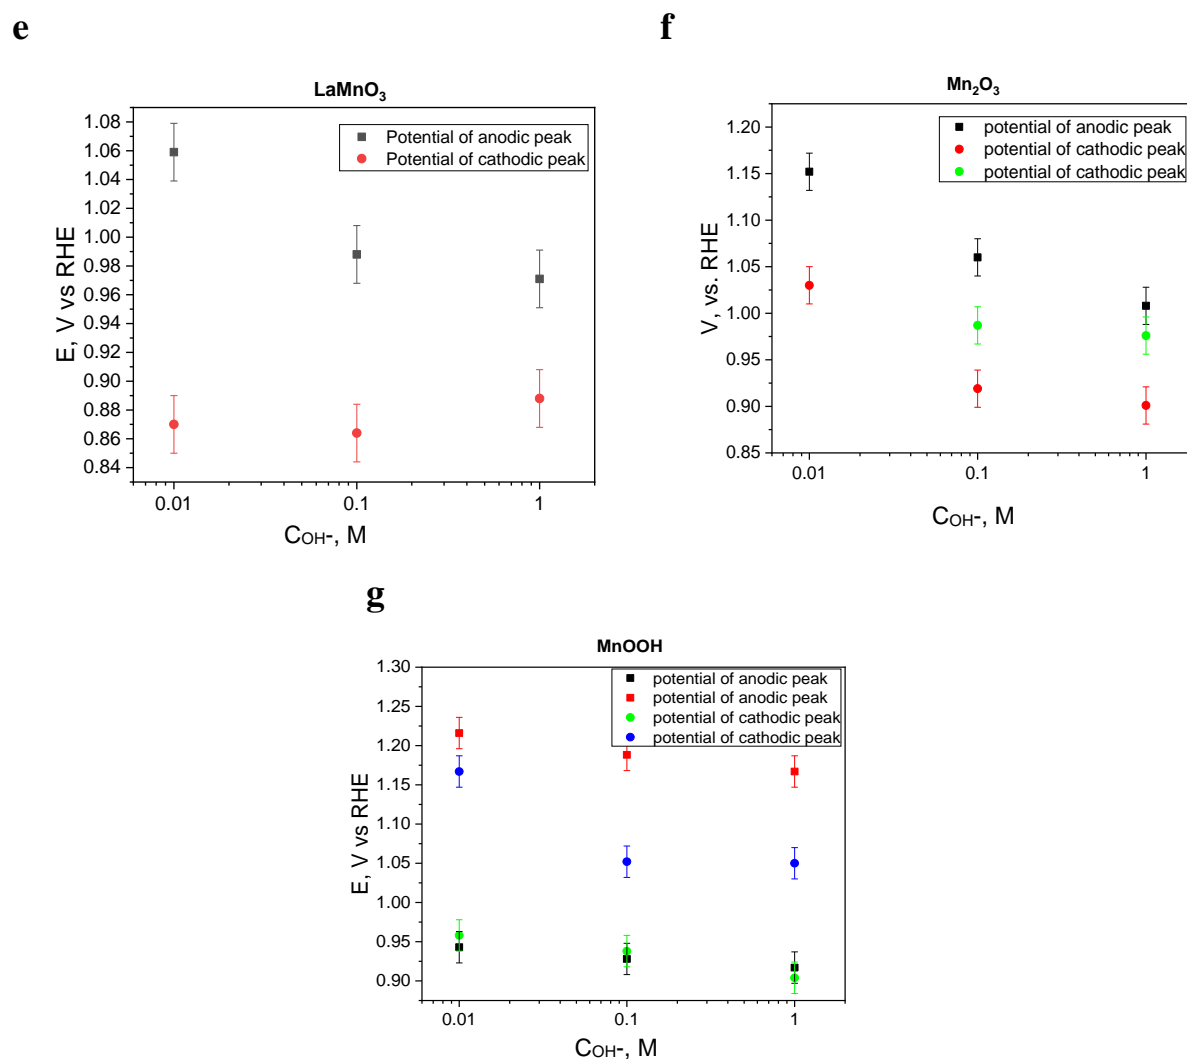 e
LaMnO₃
1.08
1.06
1.04
1.02
1.00
0.98
0.96
0.94
0.92
0.90
0.88
0.86
0.84
E, V vs RHE
Potential of anodic peak
Potential of cathodic peak
0.01
0.1
1
C_OH-, M
f
Mn₂O₃
1.20
1.15
1.10
1.05
1.00
0.95
0.90
0.85
V, vs. RHE
potential of anodic peak
potential of cathodic peak
potential of cathodic peak
0.01
0.1
1
C_OH-, M
g
MnOOH
1.30
1.25
1.20
1.15
1.10
1.05
1.00
0.95
0.90
E, V vs RHE
potential of anodic peak
potential of anodic peak
potential of cathodic peak
potential of cathodic peak
0.01
0.1
1
C_OH-, M